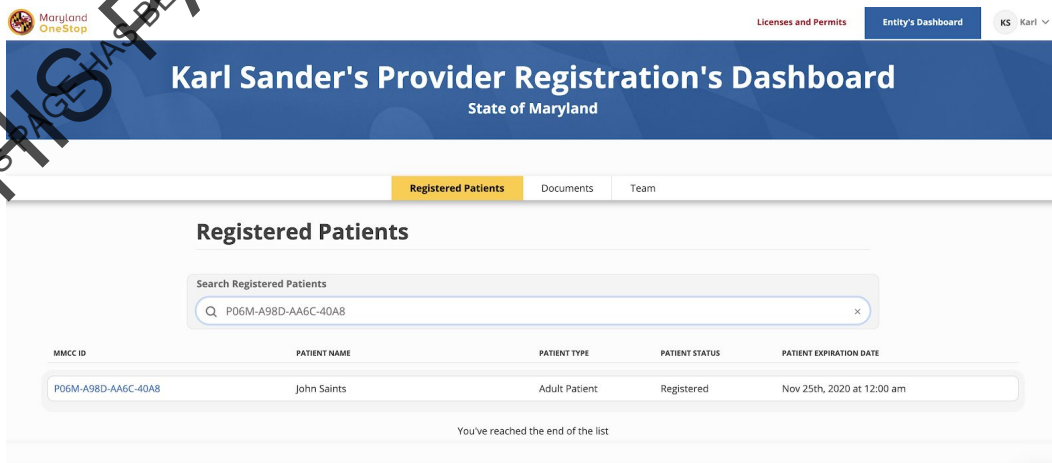 Maryland
OneStop
Licenses and Permits
Entity's Dashboard
KS Karl
Karl Sander's Provider Registration's Dashboard
State of Maryland
Registered Patients Documents Team
Registered Patients
Search Registered Patients
P06M-A98D-AA6C-40A8 ×
MMCC ID PATIENT NAME PATIENT TYPE PATIENT STATUS PATIENT EXPIRATION DATE
P06M-A98D-AA6C-40A8 John Saints Adult Patient Registered Nov 25th, 2020 at 12:00 am
You've reached the end of the list
PAGE HAS